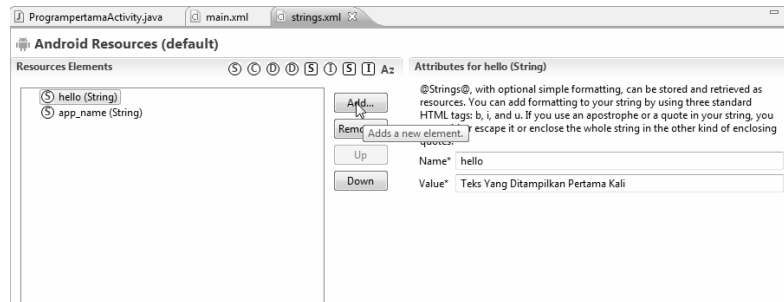 ProgrampertamaActivity.java
main.xml
strings.xml
Android Resources (default)
Resources Elements
S C D D S I S I Az
Attributes for hello (String)
S hello (String)
S app_name (String)
Add...
Adds a new element.
Up
Down
@Strings@, with optional simple formatting, can be stored and retrieved as
resources. You can add formatting to your string by using three standard
HTML tags: b, i, and u. If you use an apostrophe or a quote in your string, you
escape it or enclose the whole string in the other kind of enclosing
quotes.
Name* hello
Value* Teks Yang Ditampilkan Pertama Kali